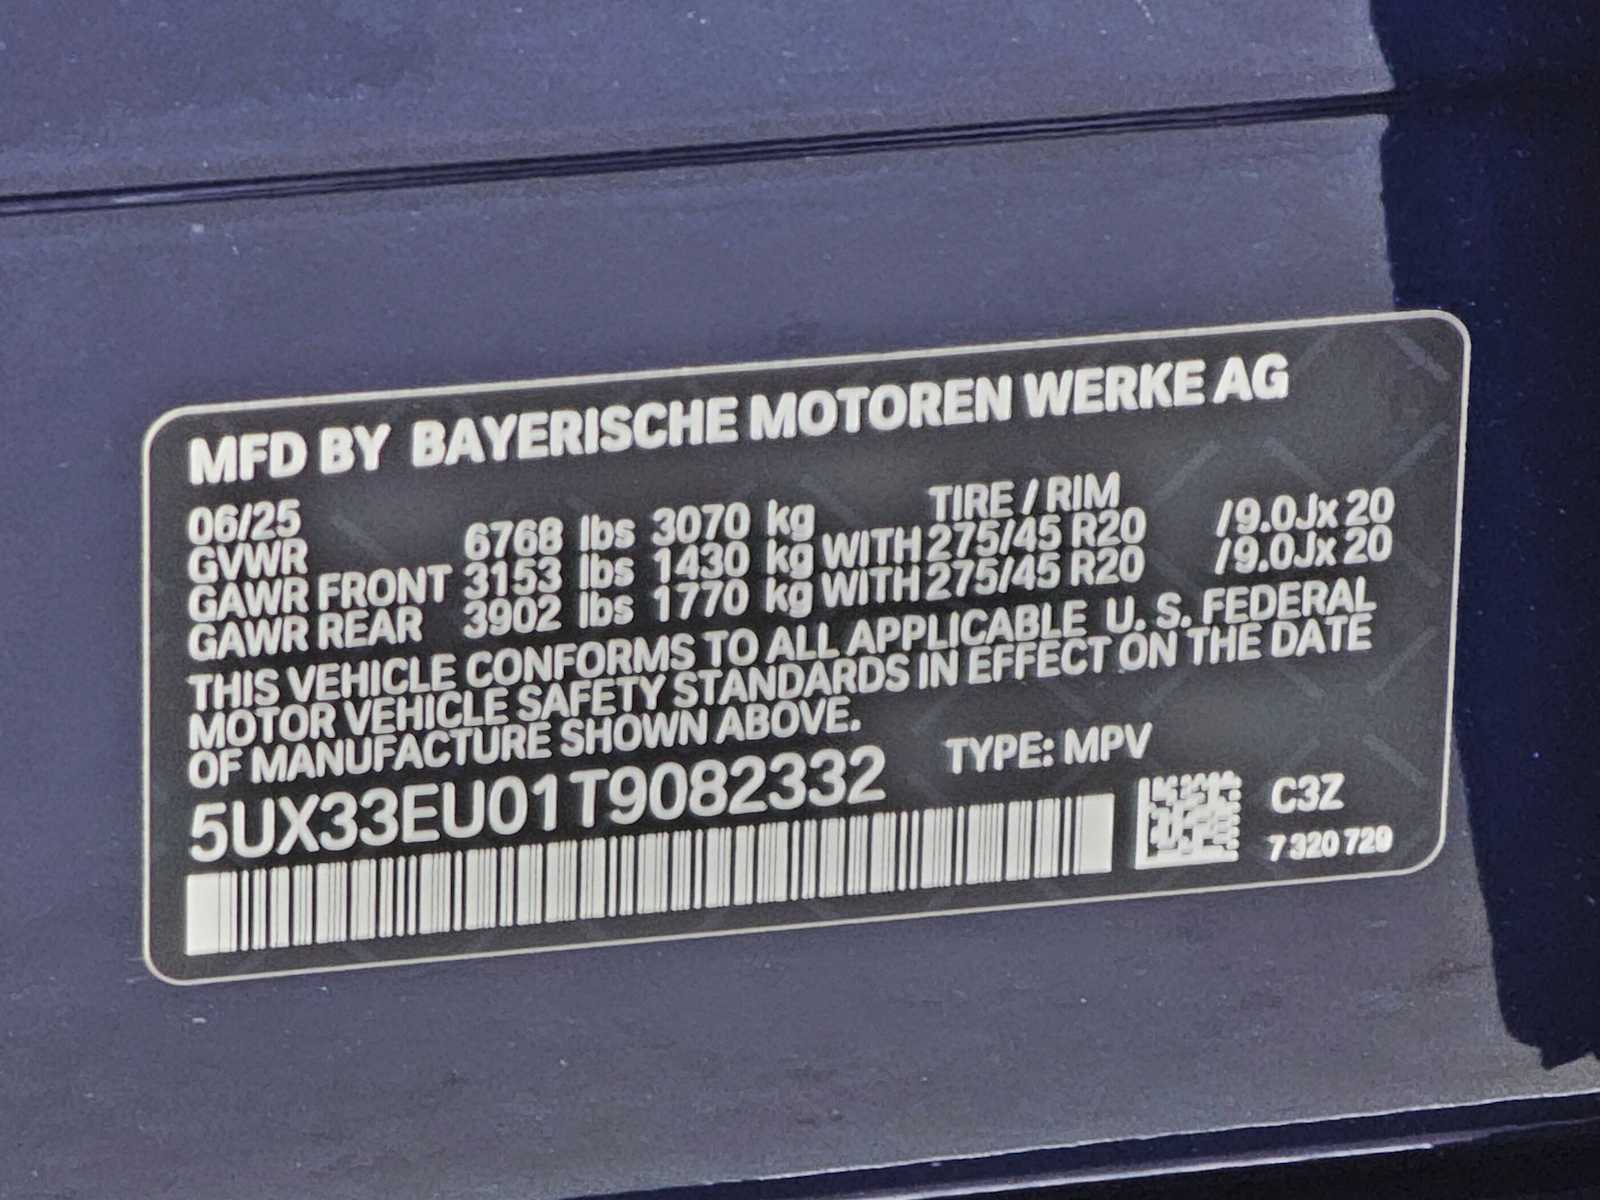 MFD BY BAYERISCHE MOTOREN WERKE AG
06/25 TIRE / RIM
GVWR 6768 lbs 3070 kg
GAWR FRONT 3153 lbs 1430 kg WITH 275/45 R20 /9.0Jx 20
GAWR REAR 3902 lbs 1770 kg WITH 275/45 R20 /9.0Jx 20
THIS VEHICLE CONFORMS TO ALL APPLICABLE U. S. FEDERAL
MOTOR VEHICLE SAFETY STANDARDS IN EFFECT ON THE DATE
OF MANUFACTURE SHOWN ABOVE.
5UX33EU01T9082332 TYPE: MPV
C3Z
7 320 729